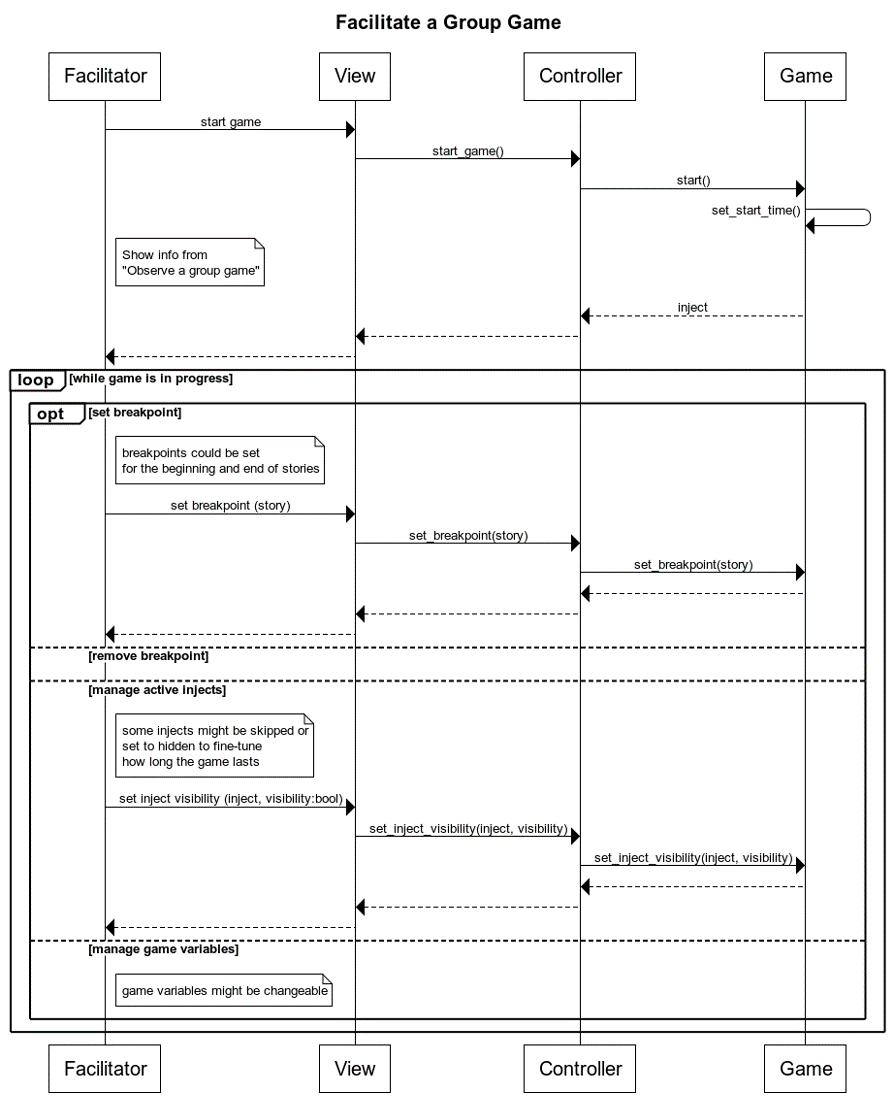 Facilitate a Group Game
Facilitator View Controller Game
start game
start_game()
start()
set_start_time()
Show info from
"Observe a group game"
inject
loop [while game is in progress]
opt [set breakpoint]
breakpoints could be set
for the beginning and end of stories
set breakpoint (story)
set_breakpoint(story)
set_breakpoint(story)
[remove breakpoint]
[manage active injects]
some injects might be skipped or
set to hidden to fine-tune
how long the game lasts
set inject visibility (inject, visibility:bool)
set_inject_visibility(inject, visibility)
set_inject_visibility(inject, visibility)
[manage game variables]
game variables might be changeable
Facilitator View Controller Game